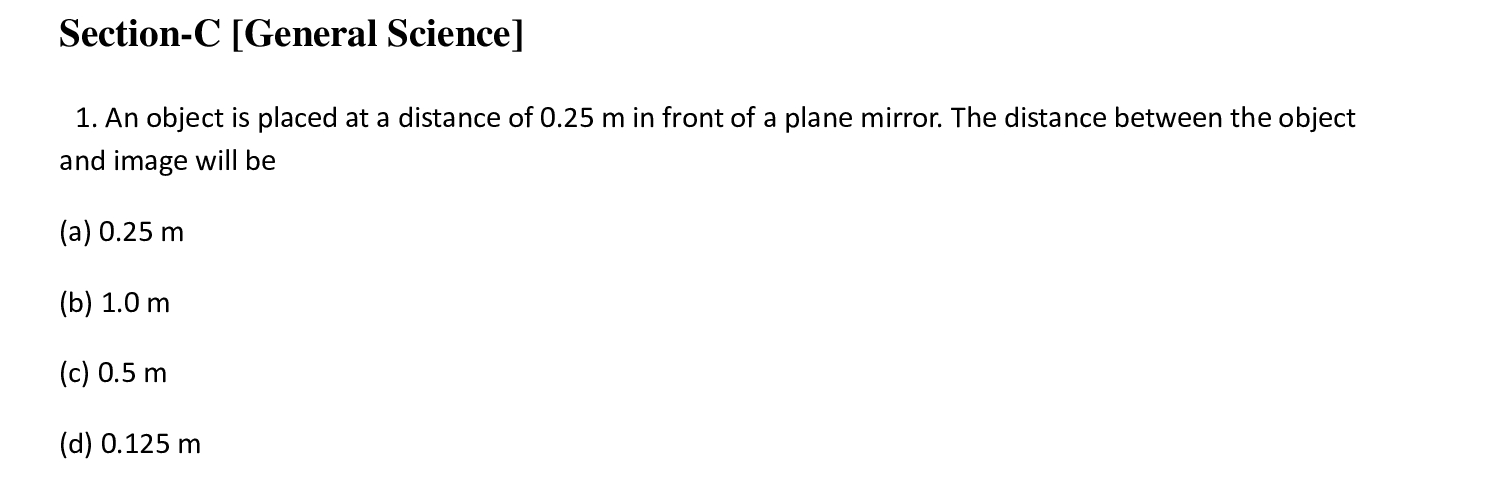 Section-C [General Science]
1. An object is placed at a distance of 0.25 m in front of a plane mirror. The distance between the object
and image will be
(a) 0.25 m
(b) 1.0 m
(c) 0.5 m
(d) 0.125 m